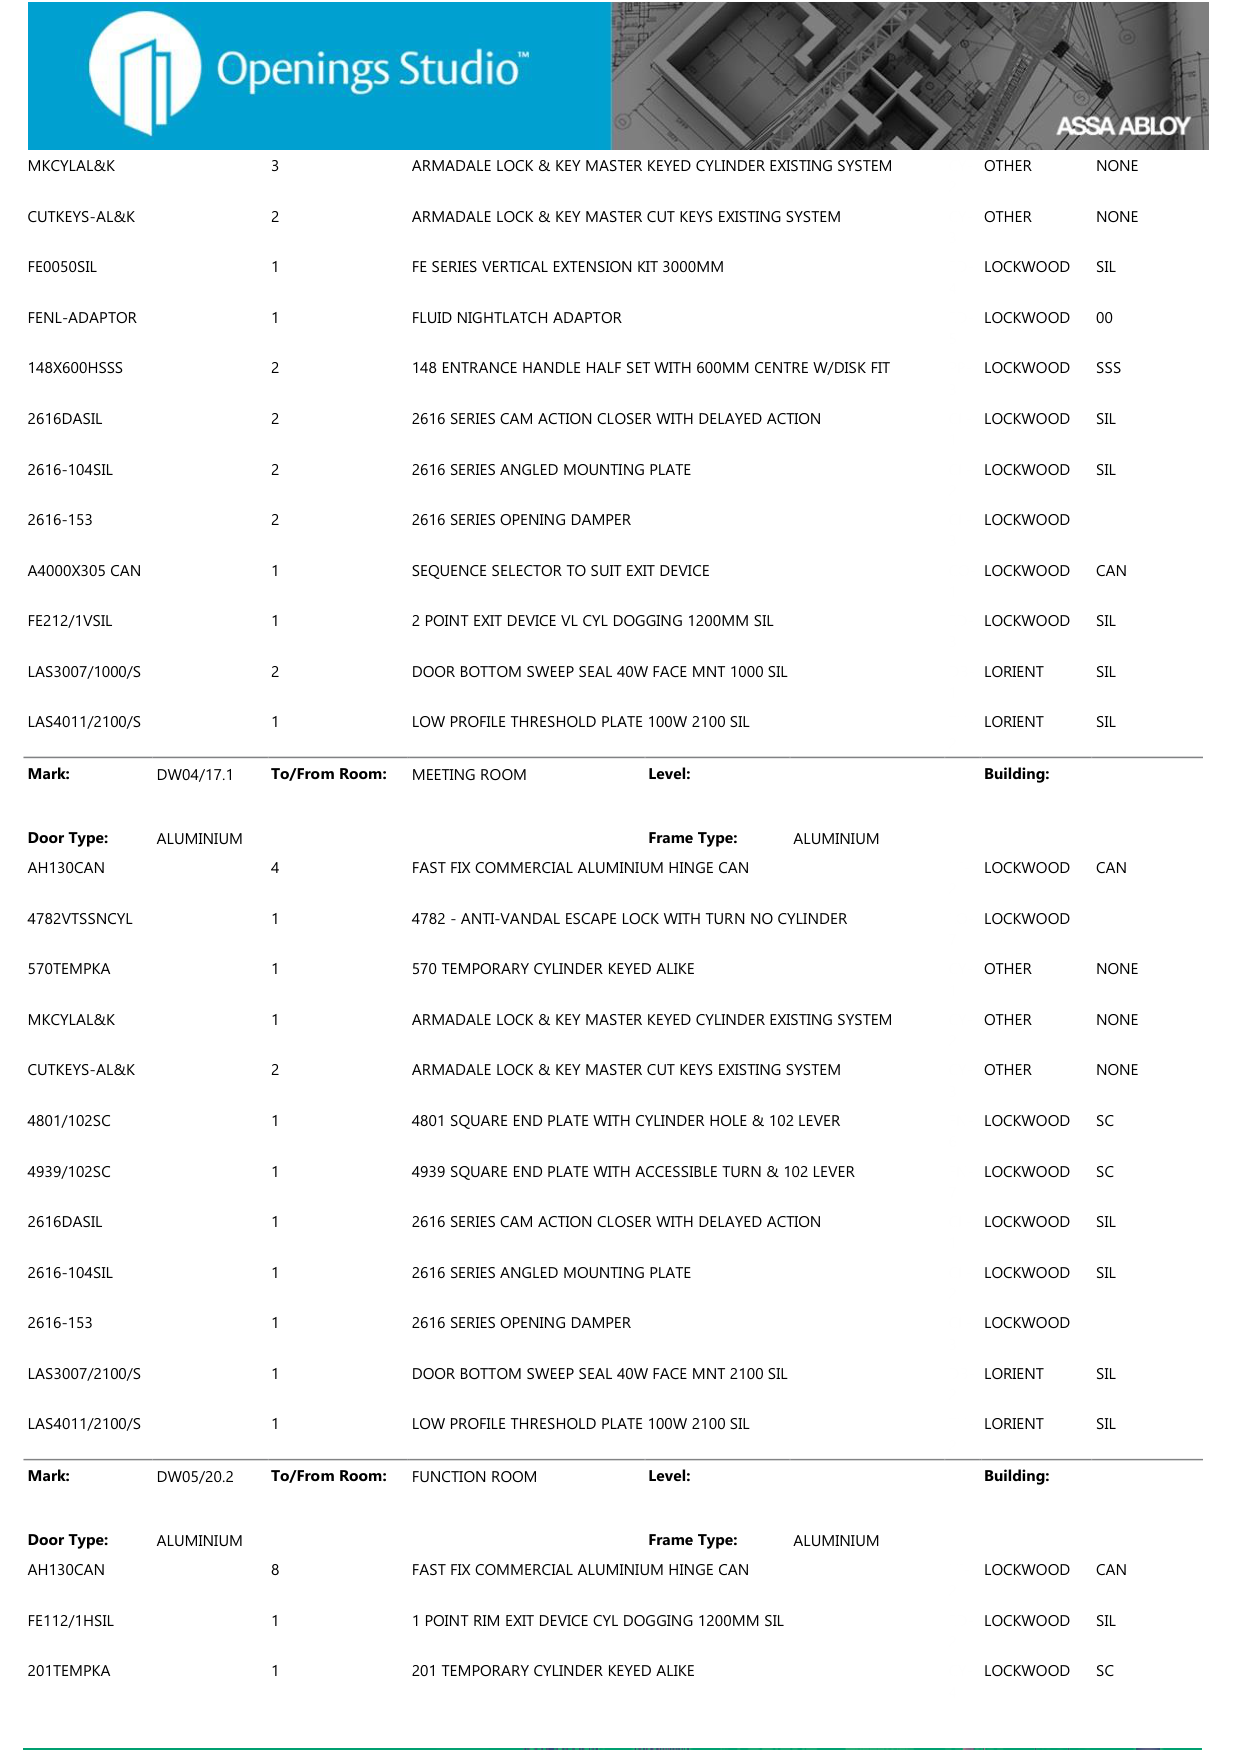 Openings Studio™
ASSA ABLOY
MKCYLAL&K 3 ARMADALE LOCK & KEY MASTER KEYED CYLINDER EXISTING SYSTEM OTHER NONE
CUTKEYS-AL&K 2 ARMADALE LOCK & KEY MASTER CUT KEYS EXISTING SYSTEM OTHER NONE
FE0050SIL 1 FE SERIES VERTICAL EXTENSION KIT 3000MM LOCKWOOD SIL
FENL-ADAPTOR 1 FLUID NIGHTLATCH ADAPTOR LOCKWOOD 00
148X600HSSS 2 148 ENTRANCE HANDLE HALF SET WITH 600MM CENTRE W/DISK FIT LOCKWOOD SSS
2616DASIL 2 2616 SERIES CAM ACTION CLOSER WITH DELAYED ACTION LOCKWOOD SIL
2616-104SIL 2 2616 SERIES ANGLED MOUNTING PLATE LOCKWOOD SIL
2616-153 2 2616 SERIES OPENING DAMPER LOCKWOOD
A4000X305 CAN 1 SEQUENCE SELECTOR TO SUIT EXIT DEVICE LOCKWOOD CAN
FE212/1VSIL 1 2 POINT EXIT DEVICE VL CYL DOGGING 1200MM SIL LOCKWOOD SIL
LAS3007/1000/S 2 DOOR BOTTOM SWEEP SEAL 40W FACE MNT 1000 SIL LORIENT SIL
LAS4011/2100/S 1 LOW PROFILE THRESHOLD PLATE 100W 2100 SIL LORIENT SIL
Mark: DW04/17.1 To/From Room: MEETING ROOM Level: Building:
Door Type: ALUMINIUM Frame Type: ALUMINIUM
AH130CAN 4 FAST FIX COMMERCIAL ALUMINIUM HINGE CAN LOCKWOOD CAN
4782VTSSNCYL 1 4782 - ANTI-VANDAL ESCAPE LOCK WITH TURN NO CYLINDER LOCKWOOD
570TEMPKA 1 570 TEMPORARY CYLINDER KEYED ALIKE OTHER NONE
MKCYLAL&K 1 ARMADALE LOCK & KEY MASTER KEYED CYLINDER EXISTING SYSTEM OTHER NONE
CUTKEYS-AL&K 2 ARMADALE LOCK & KEY MASTER CUT KEYS EXISTING SYSTEM OTHER NONE
4801/102SC 1 4801 SQUARE END PLATE WITH CYLINDER HOLE & 102 LEVER LOCKWOOD SC
4939/102SC 1 4939 SQUARE END PLATE WITH ACCESSIBLE TURN & 102 LEVER LOCKWOOD SC
2616DASIL 1 2616 SERIES CAM ACTION CLOSER WITH DELAYED ACTION LOCKWOOD SIL
2616-104SIL 1 2616 SERIES ANGLED MOUNTING PLATE LOCKWOOD SIL
2616-153 1 2616 SERIES OPENING DAMPER LOCKWOOD
LAS3007/2100/S 1 DOOR BOTTOM SWEEP SEAL 40W FACE MNT 2100 SIL LORIENT SIL
LAS4011/2100/S 1 LOW PROFILE THRESHOLD PLATE 100W 2100 SIL LORIENT SIL
Mark: DW05/20.2 To/From Room: FUNCTION ROOM Level: Building:
Door Type: ALUMINIUM Frame Type: ALUMINIUM
AH130CAN 8 FAST FIX COMMERCIAL ALUMINIUM HINGE CAN LOCKWOOD CAN
FE112/1HSIL 1 1 POINT RIM EXIT DEVICE CYL DOGGING 1200MM SIL LOCKWOOD SIL
201TEMPKA 1 201 TEMPORARY CYLINDER KEYED ALIKE LOCKWOOD SC